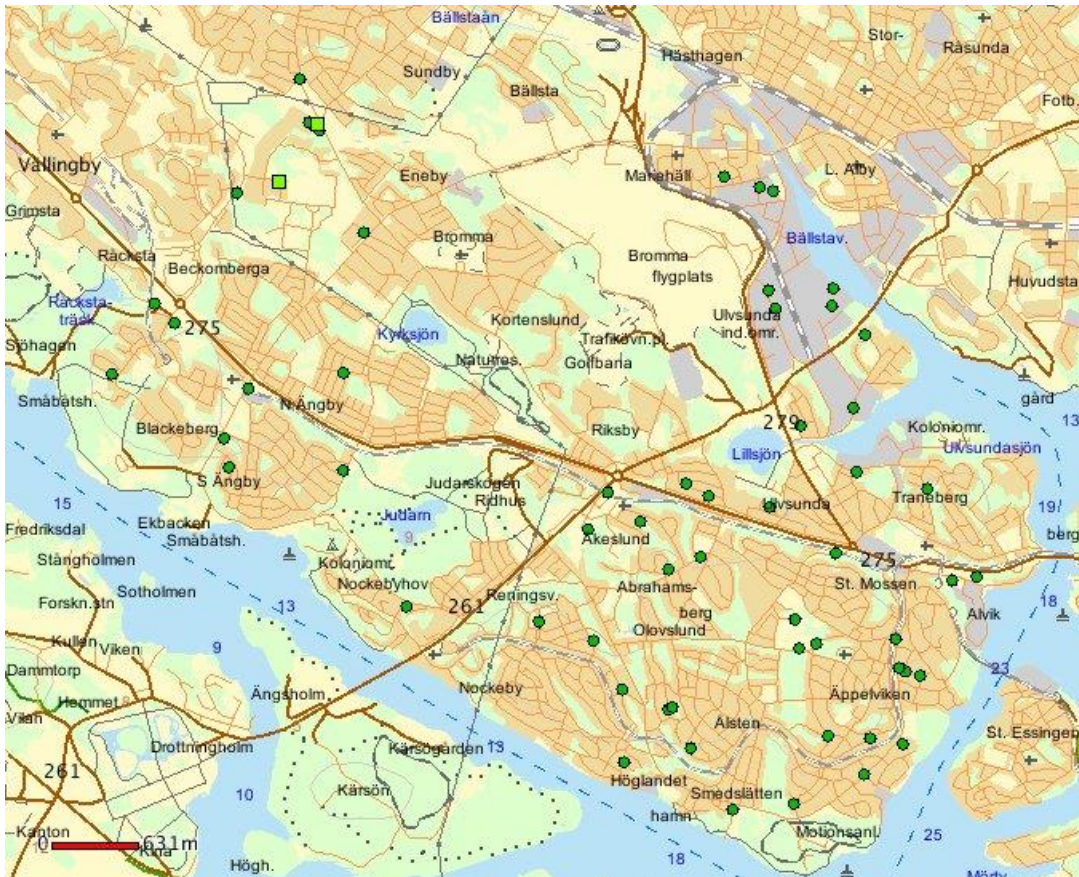 Bällstaån
Stor-
Hästhagen
Råsunda
Sundby
Bällsta
Fotb.
Vällingby
Eneby
Mariehäll
L. Alby
Grimsta
Bromma
Bällstav.
Råcksta
Beckomberga
Bromma
flygplats
Huvudsta
Råcksta-
träsk
275
Kyrksjön
Kortenslund
Ulvsunda
ind.omr.
Trafikövn.pl.
Sjöhagen
Naturres.
Golfbana
Småbåtsh.
N Ängby
gård
13
Blackeberg
Riksby
279
Koloniomr.
Lillsjön
Ulvsundasjön
S Ängby
Judarskogen
Ridhus
Traneberg
15
Ulvsunda
19
Ekbacken
Småbåtsh.
Judarn
9
Fredriksdal
Åkeslund
berg
Stångholmen
Koloniomr.
275
Sotholmen
Nockebyhov
Abrahams-
berg
St. Mossen
Forskn.stn
13
261
Reningsv.
18
Alvik
Kullen
Viken
9
Olovslund
Dammtorp
23
Hemmet
Ängsholm
Nockeby
Äppelviken
Ålsten
St. Essingen
Drottningholm
Kärsögården
13
261
Kärsön
Höglandet
Smedslätten
10
hamn
Kanton
Motionsanl.
25
0
631m
Kina
Högh.
18